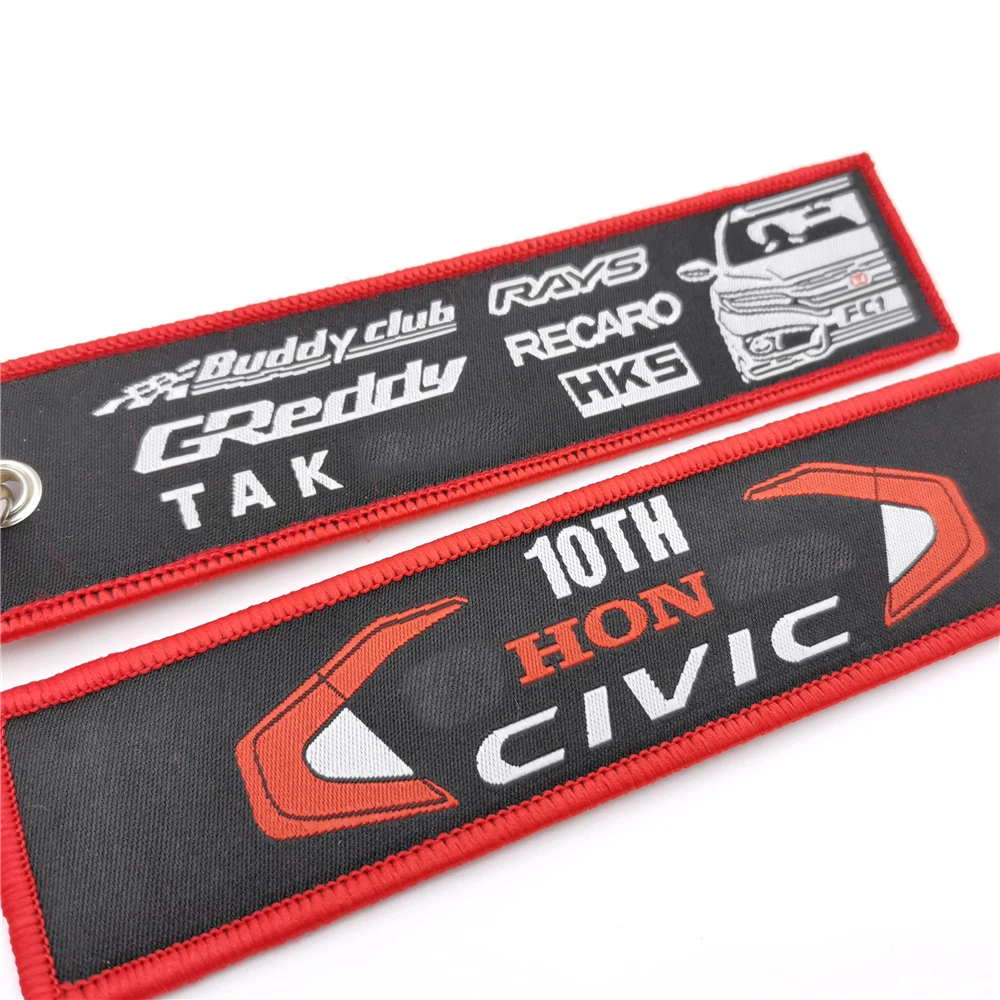 Buddy club
GReddy
TAK
RAYS
RECARO
HKS
FC1
10TH
HON
CIVIC